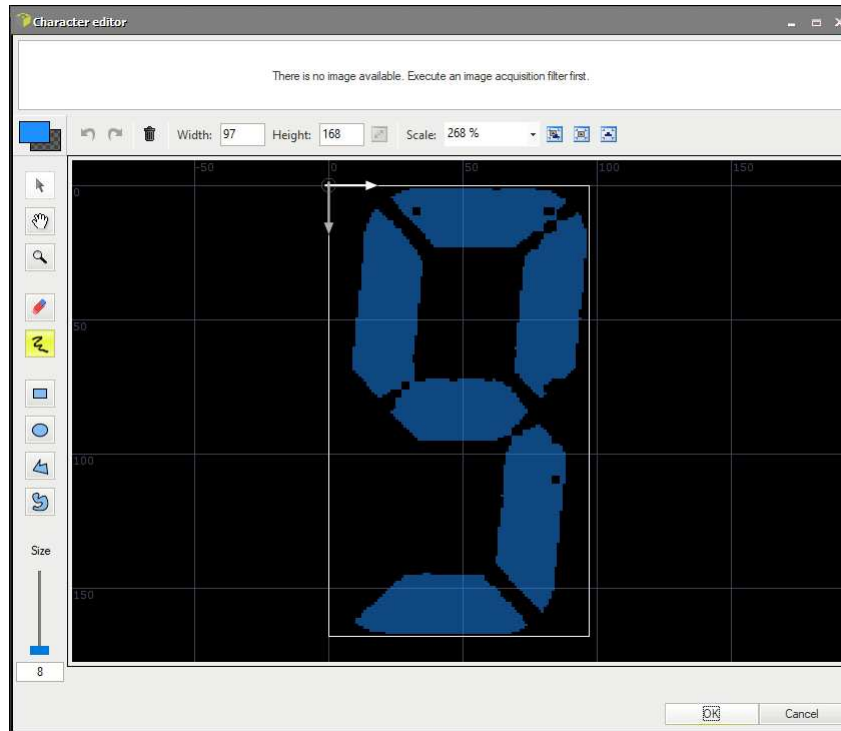 Character editor
There is no image available. Execute an image acquisition filter first.
Width: 97 Height: 168 Scale: 268 %
-50 0 50 100 150
0
50
100
150
9
Size
8
OK Cancel